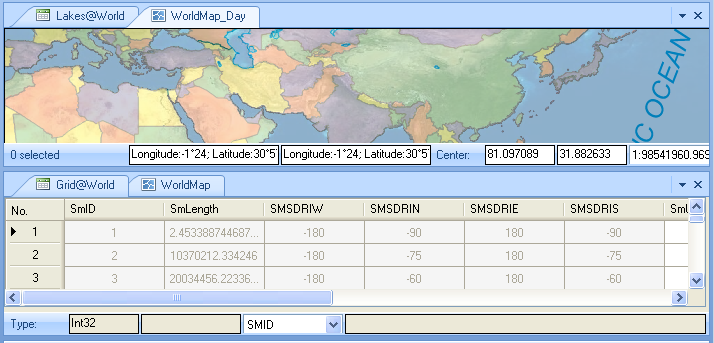 Lakes@World WorldMap_Day
IC OCEAN
0 selected Longitude:-1°24; Latitude:30°5 Longitude:-1°24; Latitude:30°5 Center: 81.097089 31.882633 1:98541960.969
Grid@World WorldMap
No. SmID SmLength SMSDRIW SMSDRIN SMSDRIE SMSDRIS
1 1 2.453388744687... -180 -90 180 -90
2 2 10370212.334246 -180 -75 180 -75
3 3 20034456.22336... -180 -60 180 -60
Type: Int32 SMID